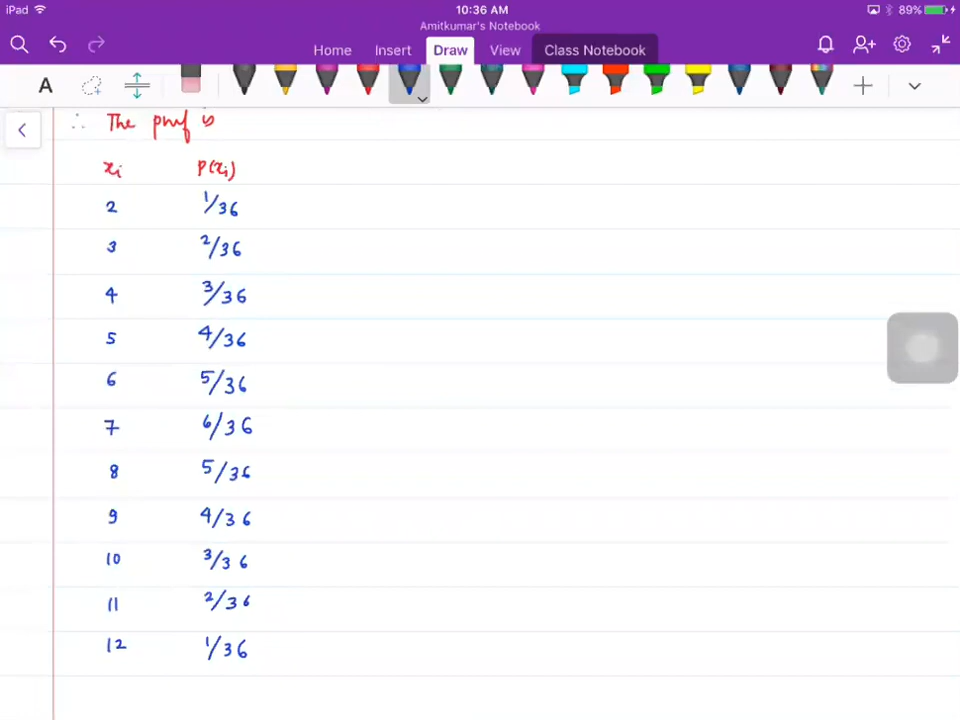 iPad 10:36 AM 89%
Amitkumar's Notebook
Home Insert Draw View Class Notebook
A
∴ The pmf is
xi P(xi)
2 1/36
3 2/36
4 3/36
5 4/36
6 5/36
7 6/36
8 5/36
9 4/36
10 3/36
11 2/36
12 1/36